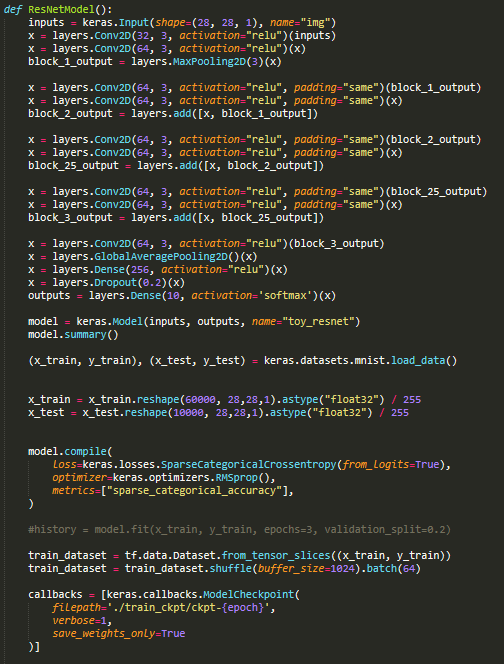 def ResNetModel():
    inputs = keras.Input(shape=(28, 28, 1), name="img")
    x = layers.Conv2D(32, 3, activation="relu")(inputs)
    x = layers.Conv2D(64, 3, activation="relu")(x)
    block_1_output = layers.MaxPooling2D(3)(x)

    x = layers.Conv2D(64, 3, activation="relu", padding="same")(block_1_output)
    x = layers.Conv2D(64, 3, activation="relu", padding="same")(x)
    block_2_output = layers.add([x, block_1_output])

    x = layers.Conv2D(64, 3, activation="relu", padding="same")(block_2_output)
    x = layers.Conv2D(64, 3, activation="relu", padding="same")(x)
    block_25_output = layers.add([x, block_2_output])

    x = layers.Conv2D(64, 3, activation="relu", padding="same")(block_25_output)
    x = layers.Conv2D(64, 3, activation="relu", padding="same")(x)
    block_3_output = layers.add([x, block_25_output])

    x = layers.Conv2D(64, 3, activation="relu")(block_3_output)
    x = layers.GlobalAveragePooling2D()(x)
    x = layers.Dense(256, activation="relu")(x)
    x = layers.Dropout(0.2)(x)
    outputs = layers.Dense(10, activation='softmax')(x)

    model = keras.Model(inputs, outputs, name="toy_resnet")
    model.summary()

    (x_train, y_train), (x_test, y_test) = keras.datasets.mnist.load_data()


    x_train = x_train.reshape(60000, 28,28,1).astype("float32") / 255
    x_test = x_test.reshape(10000, 28,28,1).astype("float32") / 255


    model.compile(
        loss=keras.losses.SparseCategoricalCrossentropy(from_logits=True),
        optimizer=keras.optimizers.RMSprop(),
        metrics=["sparse_categorical_accuracy"],
    )

    #history = model.fit(x_train, y_train, epochs=3, validation_split=0.2)

    train_dataset = tf.data.Dataset.from_tensor_slices((x_train, y_train))
    train_dataset = train_dataset.shuffle(buffer_size=1024).batch(64)

    callbacks = [keras.callbacks.ModelCheckpoint(
        filepath='./train_ckpt/ckpt-{epoch}',
        verbose=1,
        save_weights_only=True
    )]